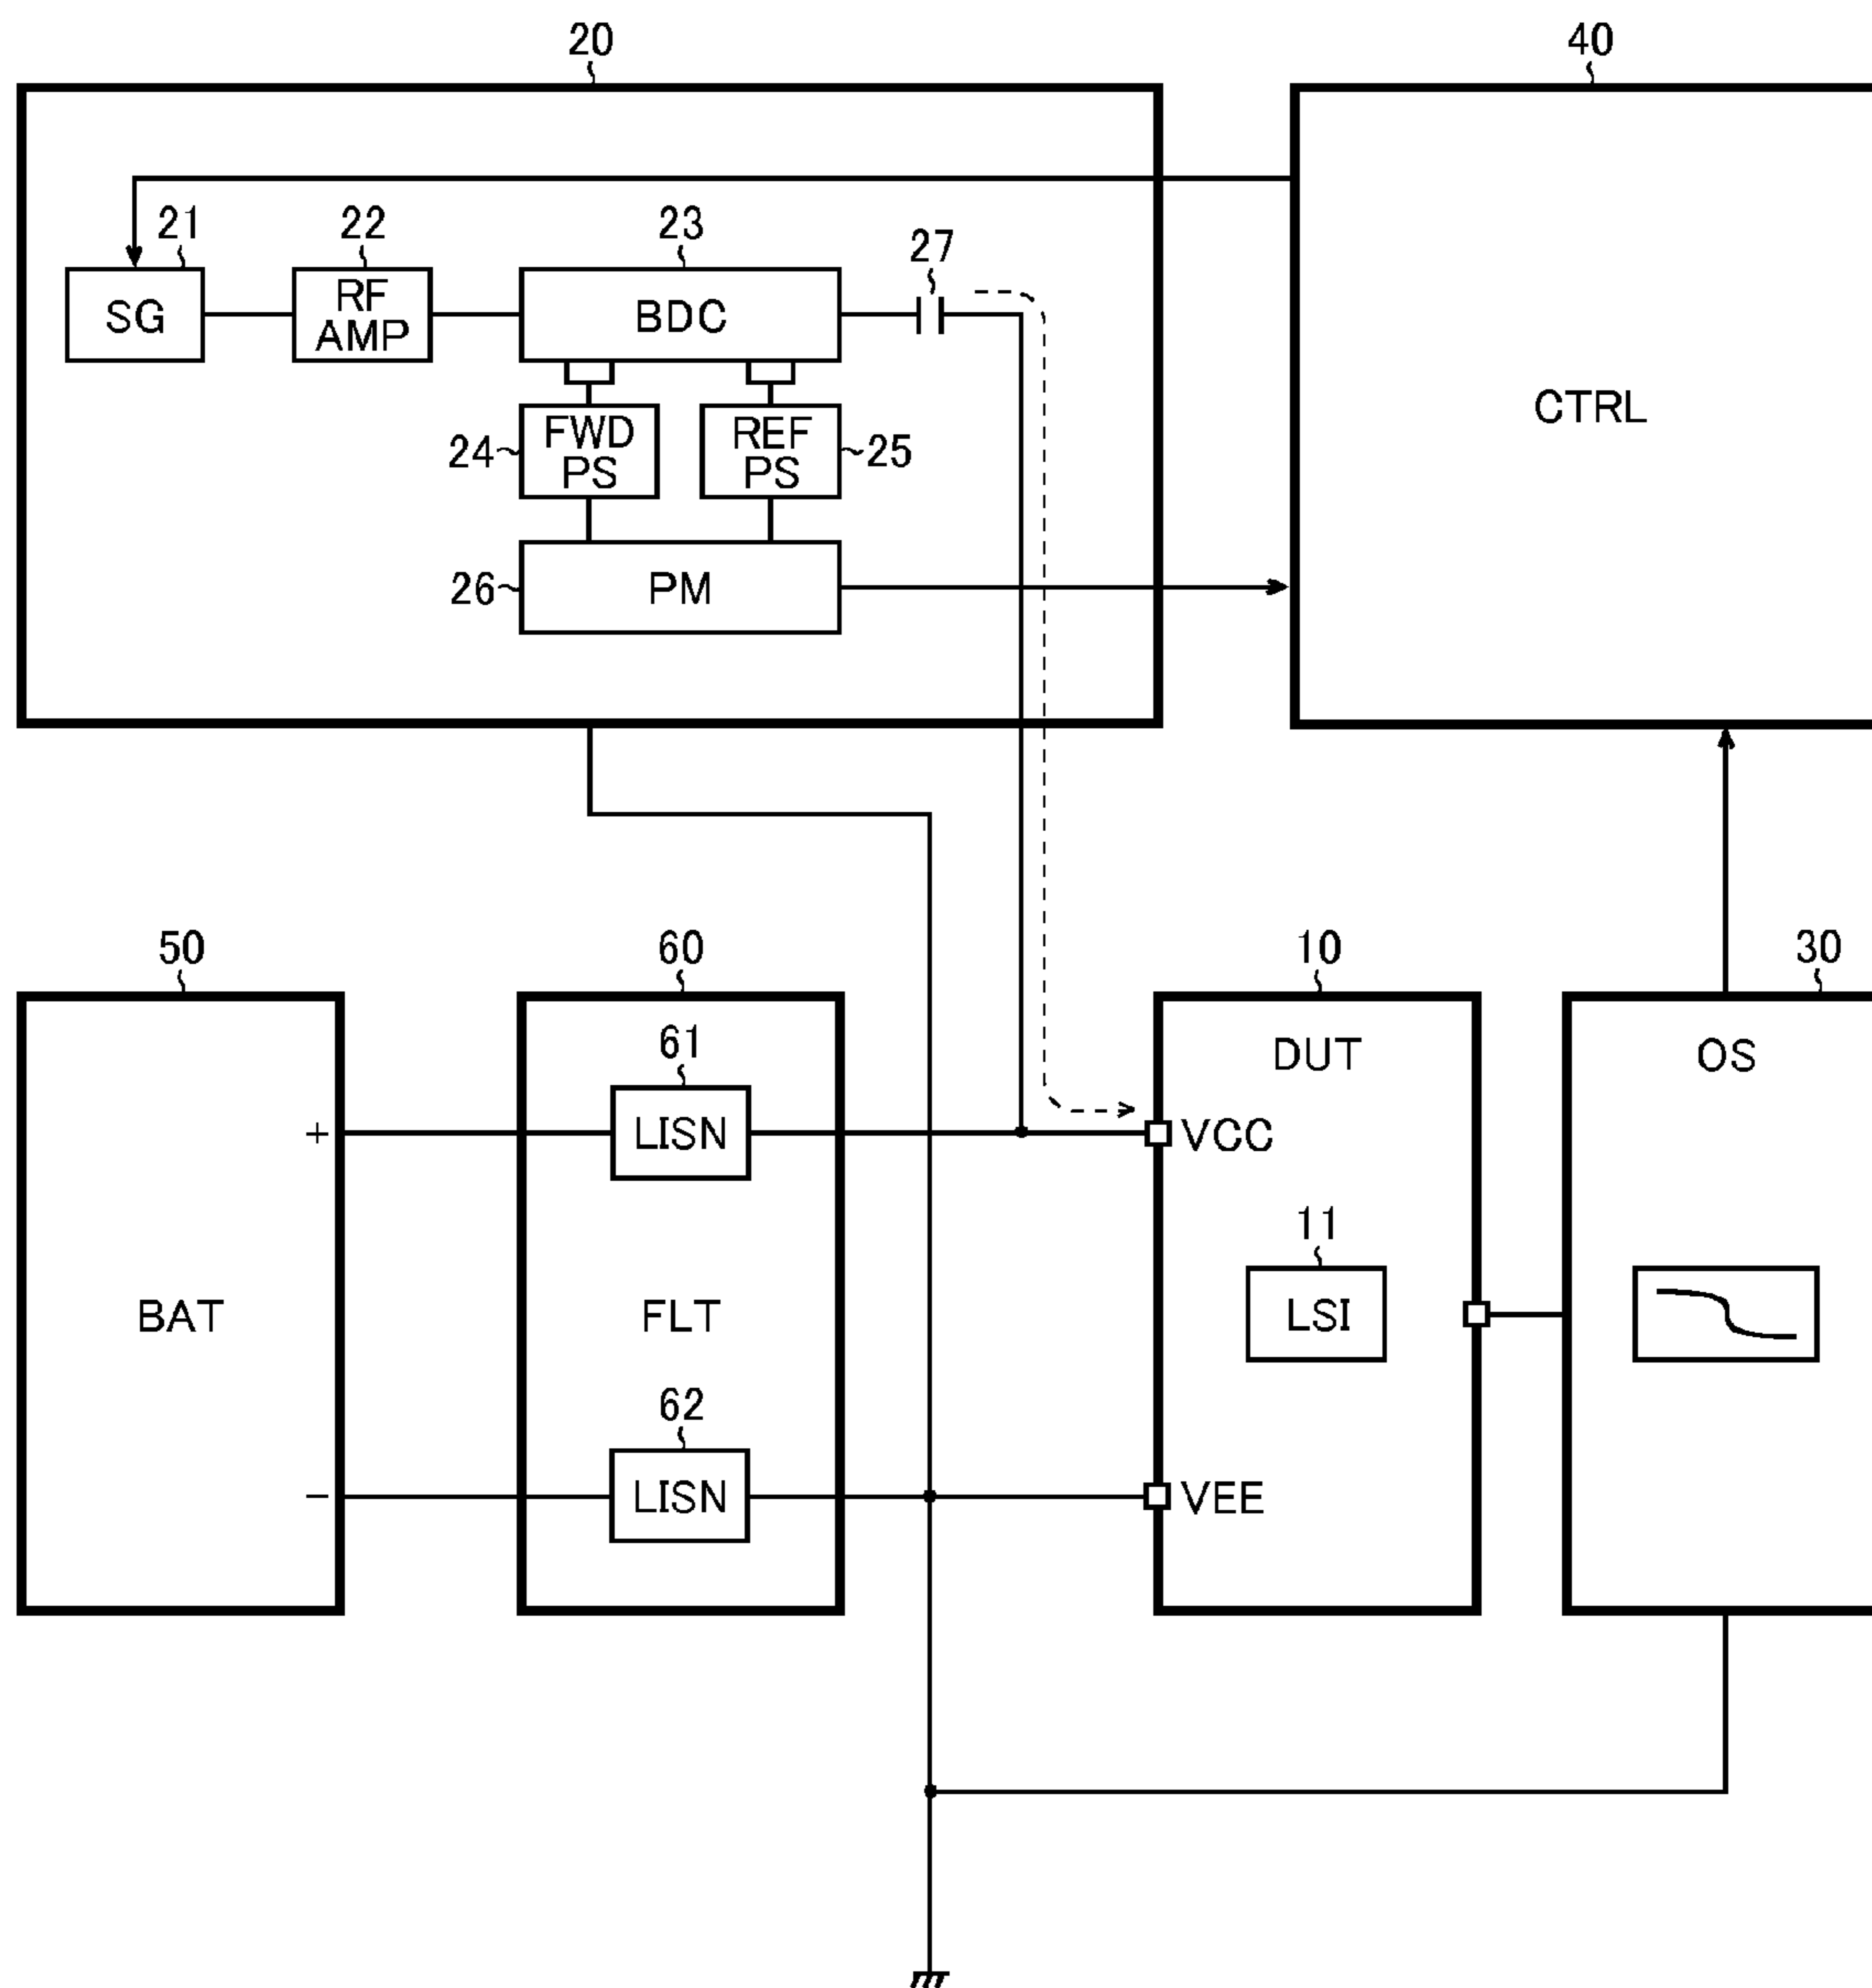 20
40
21
22
23
27
SG
RF
AMP
BDC
CTRL
24
FWD
PS
REF
PS
25
26
PM
50
60
10
30
61
DUT
OS
+
LISN
VCC
11
BAT
FLT
LSI
62
−
LISN
VEE